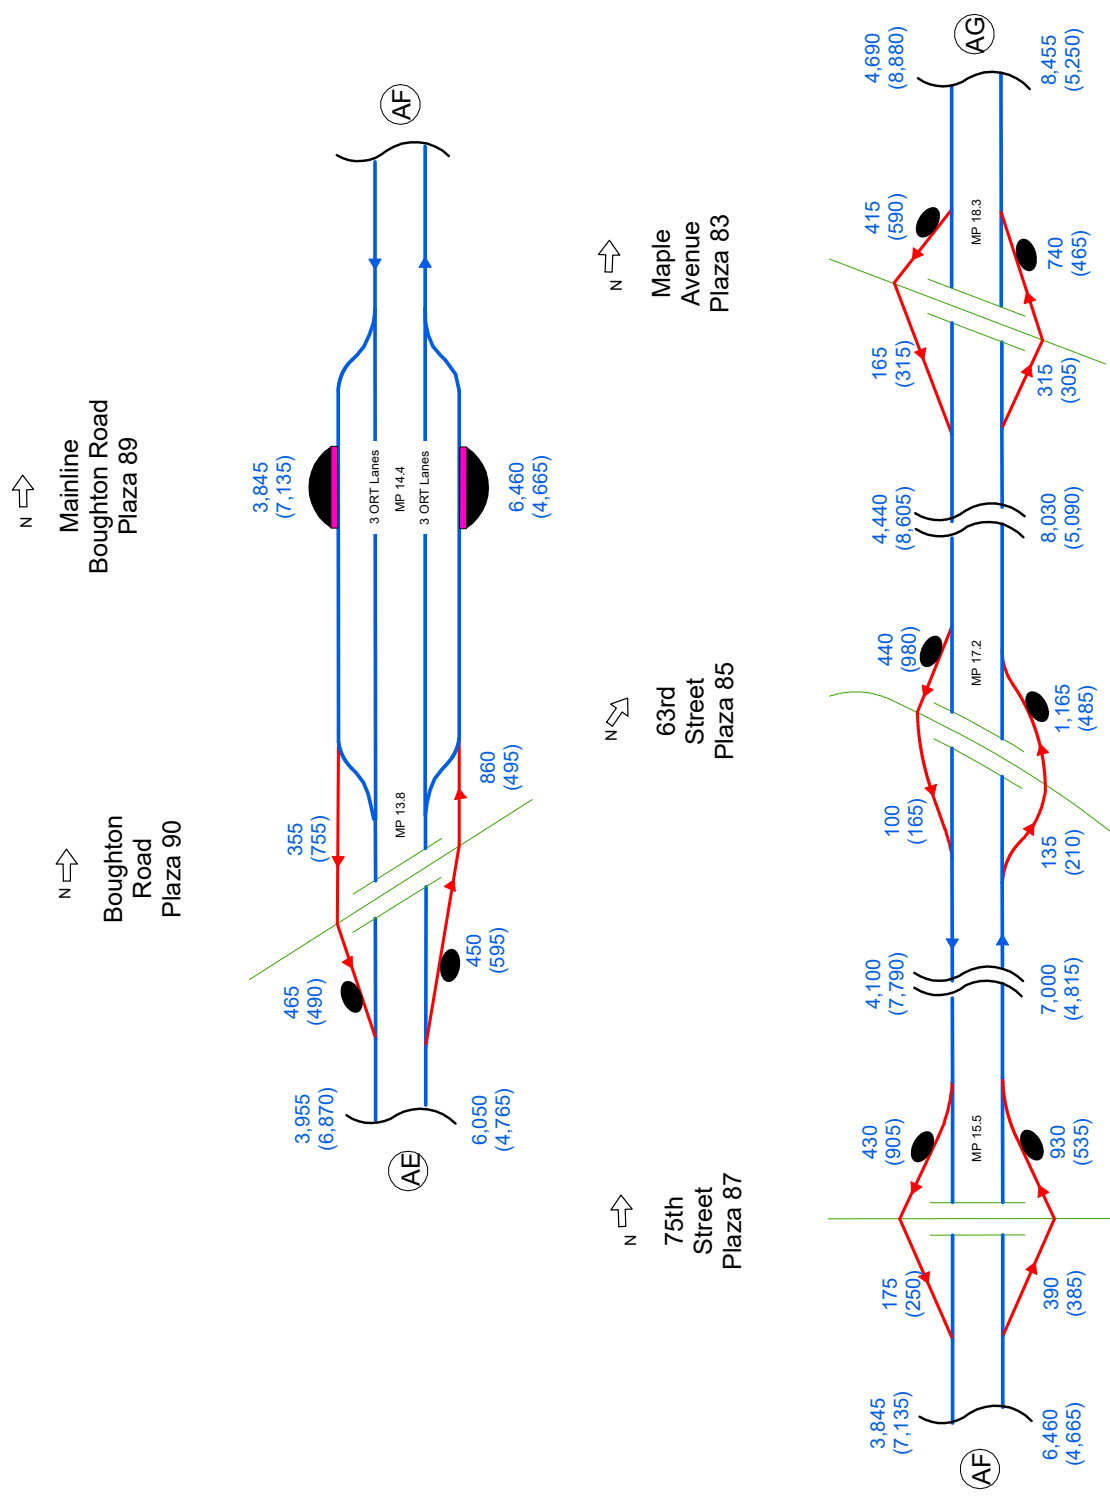 N
Mainline
Boughton Road
Plaza 89
N
Boughton
Road
Plaza 90
AF
3,845
(7,135)
3 ORT Lanes
MP 14.4
3 ORT Lanes
6,460
(4,665)
355
(755)
MP 13.8
860
(495)
465
(490)
450
(595)
3,955
(6,870)
6,050
(4,765)
AE
N
Maple
Avenue
Plaza 83
N
63rd
Street
Plaza 85
N
75th
Street
Plaza 87
4,690
(8,880)
AG
8,455
(5,250)
415
(590)
MP 18.3
740
(465)
165
(315)
315
(305)
4,440
(8,605)
8,030
(5,090)
440
(980)
MP 17.2
1,165
(485)
100
(165)
135
(210)
4,100
(7,790)
7,000
(4,815)
430
(905)
MP 15.5
930
(535)
175
(250)
390
(385)
3,845
(7,135)
6,460
(4,665)
AF